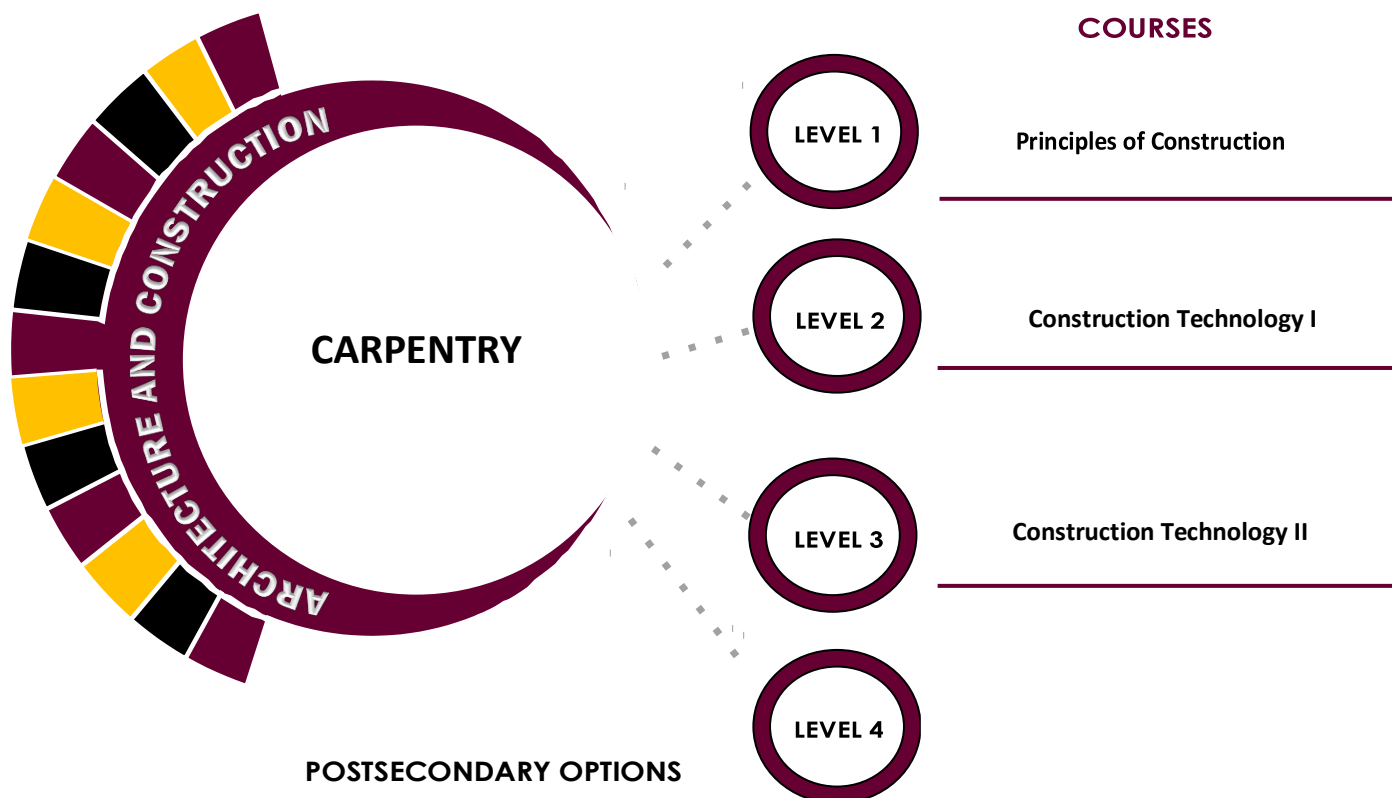 COURSES
ARCHITECTURE AND CONSTRUCTION
CARPENTRY
LEVEL 1
Principles of Construction
LEVEL 2
Construction Technology I
LEVEL 3
Construction Technology II
LEVEL 4
POSTSECONDARY OPTIONS